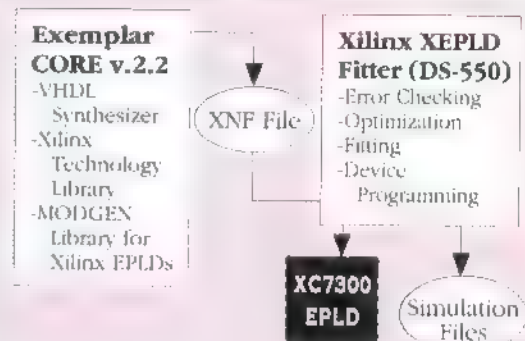 Exemplar
CORE v.2.2
-VHDL
Synthesizer
-Xilinx
Technology
Library
-MODGEN
Library for
Xilinx EPLDs
XNF File
Xilinx XEPLD
Fitter (DS-550)
-Error Checking
-Optimization
-Fitting
-Device
Programming
XC7300
EPLD
Simulation
Files